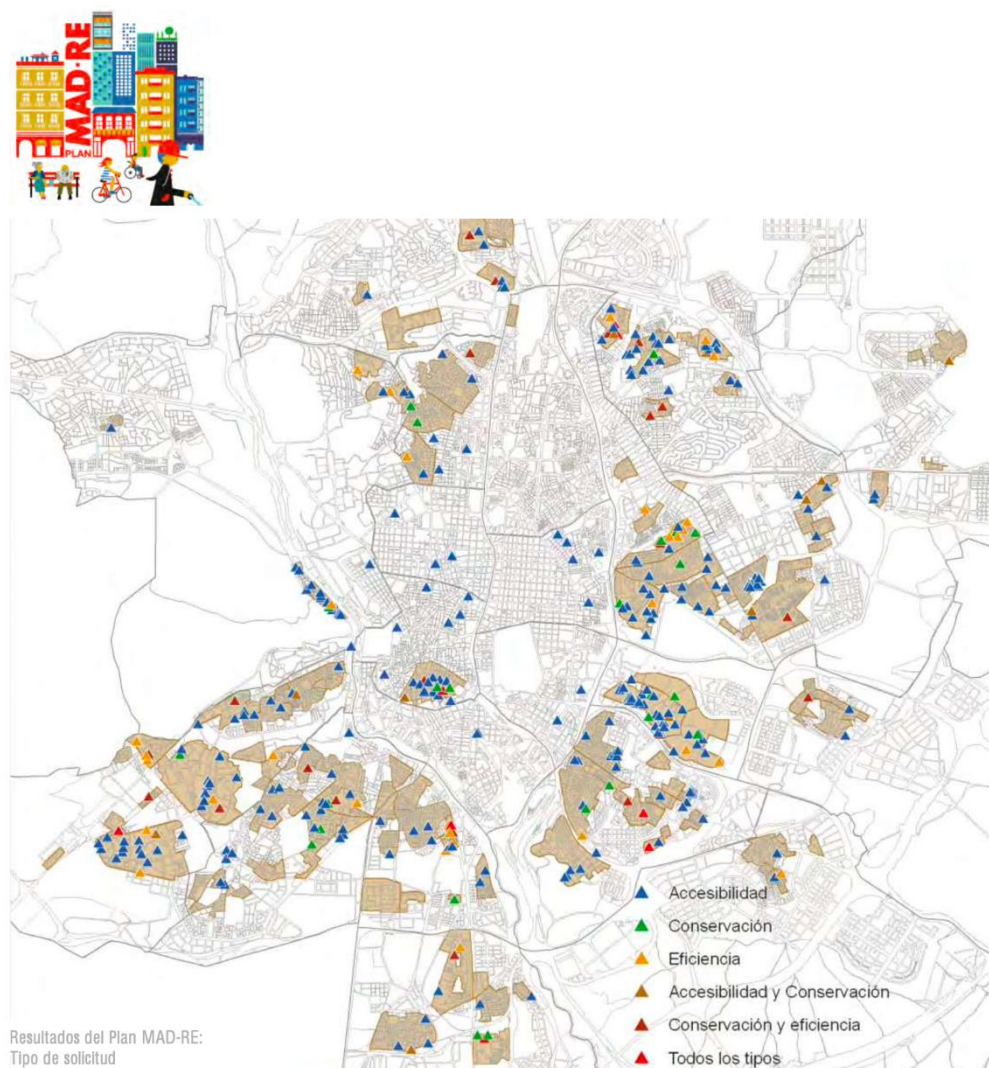 PLAN MAD-RE
Accesibilidad
Conservación
Eficiencia
Accesibilidad y Conservación
Conservación y eficiencia
Todos los tipos
Resultados del Plan MAD-RE:
Tipo de solicitud